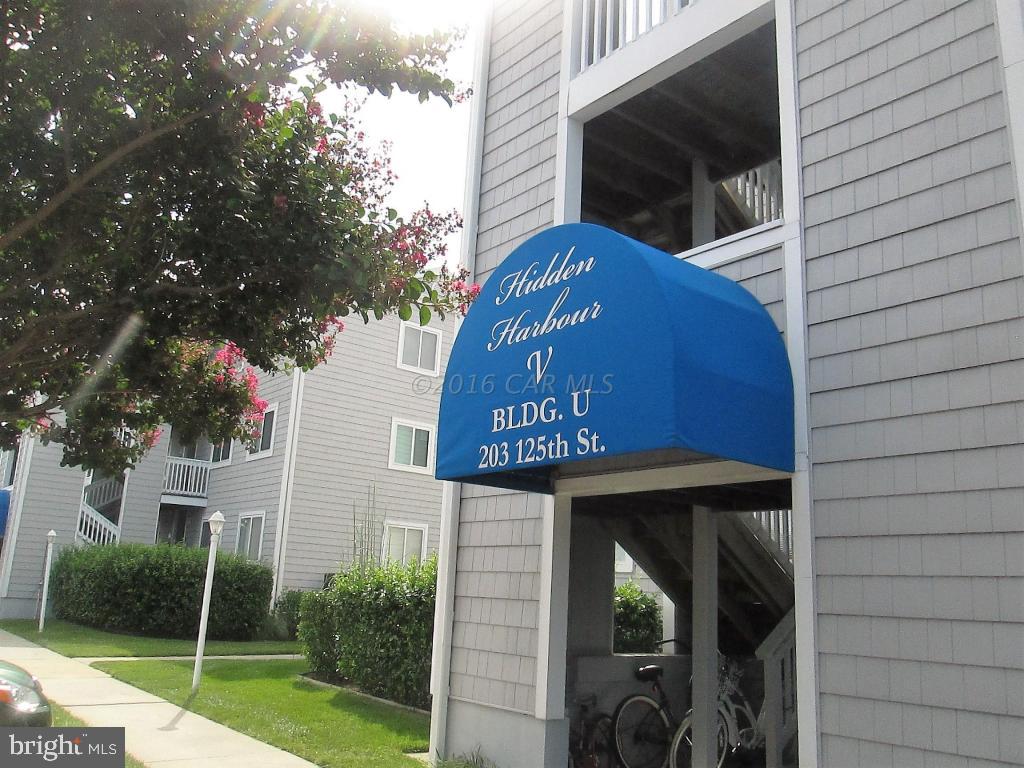 Hidden
Harbour
V
©2016 CAR MLS
BLDG. U
203 125th St.
bright MLS